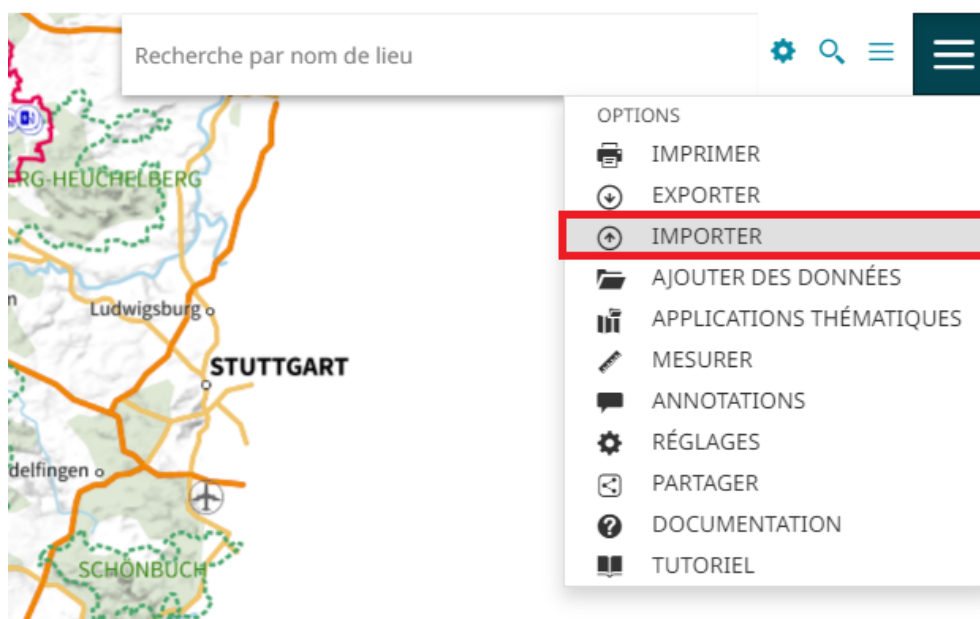 Recherche par nom de lieu
OPTIONS
IMPRIMER
EXPORTER
IMPORTER
AJOUTER DES DONNÉES
APPLICATIONS THÉMATIQUES
MESURER
ANNOTATIONS
RÉGLAGES
PARTAGER
DOCUMENTATION
TUTORIEL
RG-HEUCHELBERG
n
Ludwigsburg
STUTTGART
delfingen
SCHÖNBUCH